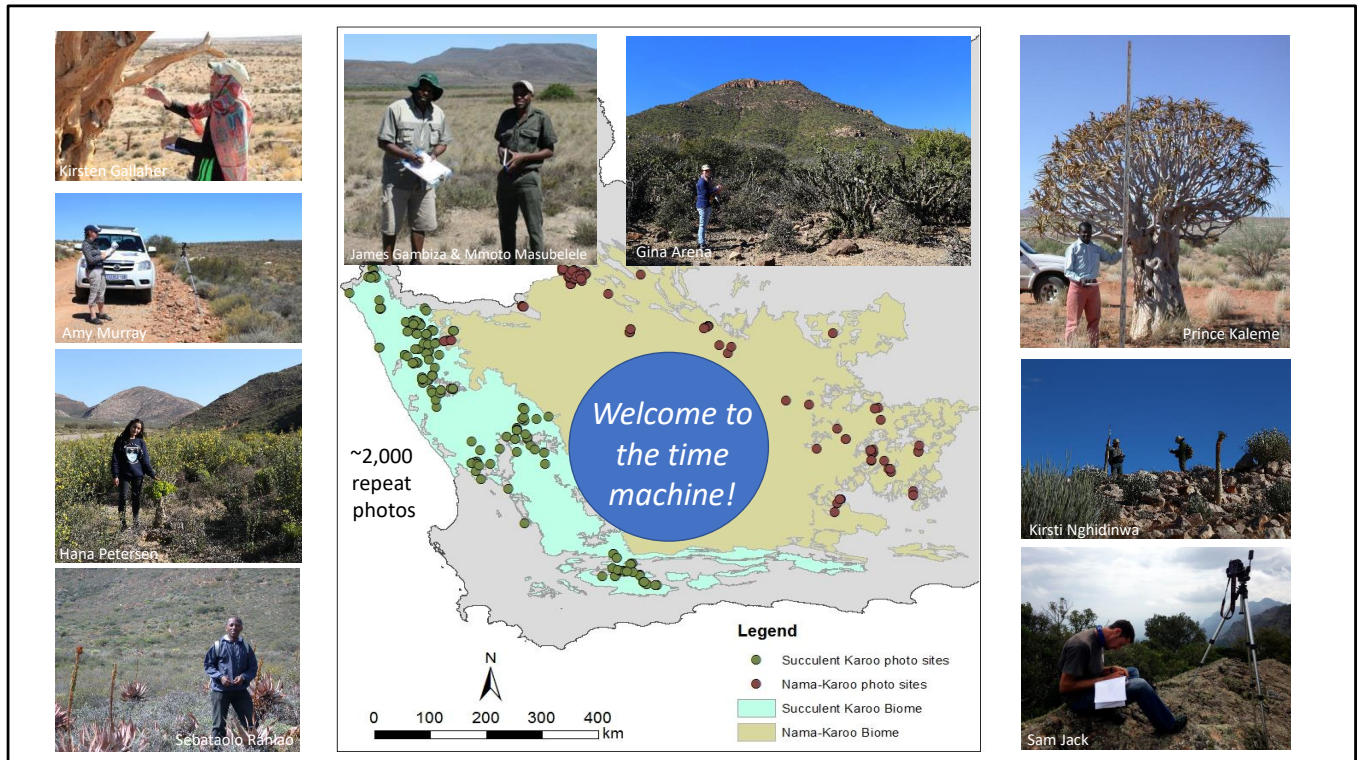 Kirsten Gallaher
Amy Murray
Hana Petersen
Sebataolo Rahlao
James Gambiza & Mmoto Masubelele
Gina Arena
Welcome to
the time
machine!
~2,000
repeat
photos
N
0 100 200 300 400
km
Legend
Succulent Karoo photo sites
Nama-Karoo photo sites
Succulent Karoo Biome
Nama-Karoo Biome
Prince Kaleme
Kirsti Nghidinwa
Sam Jack